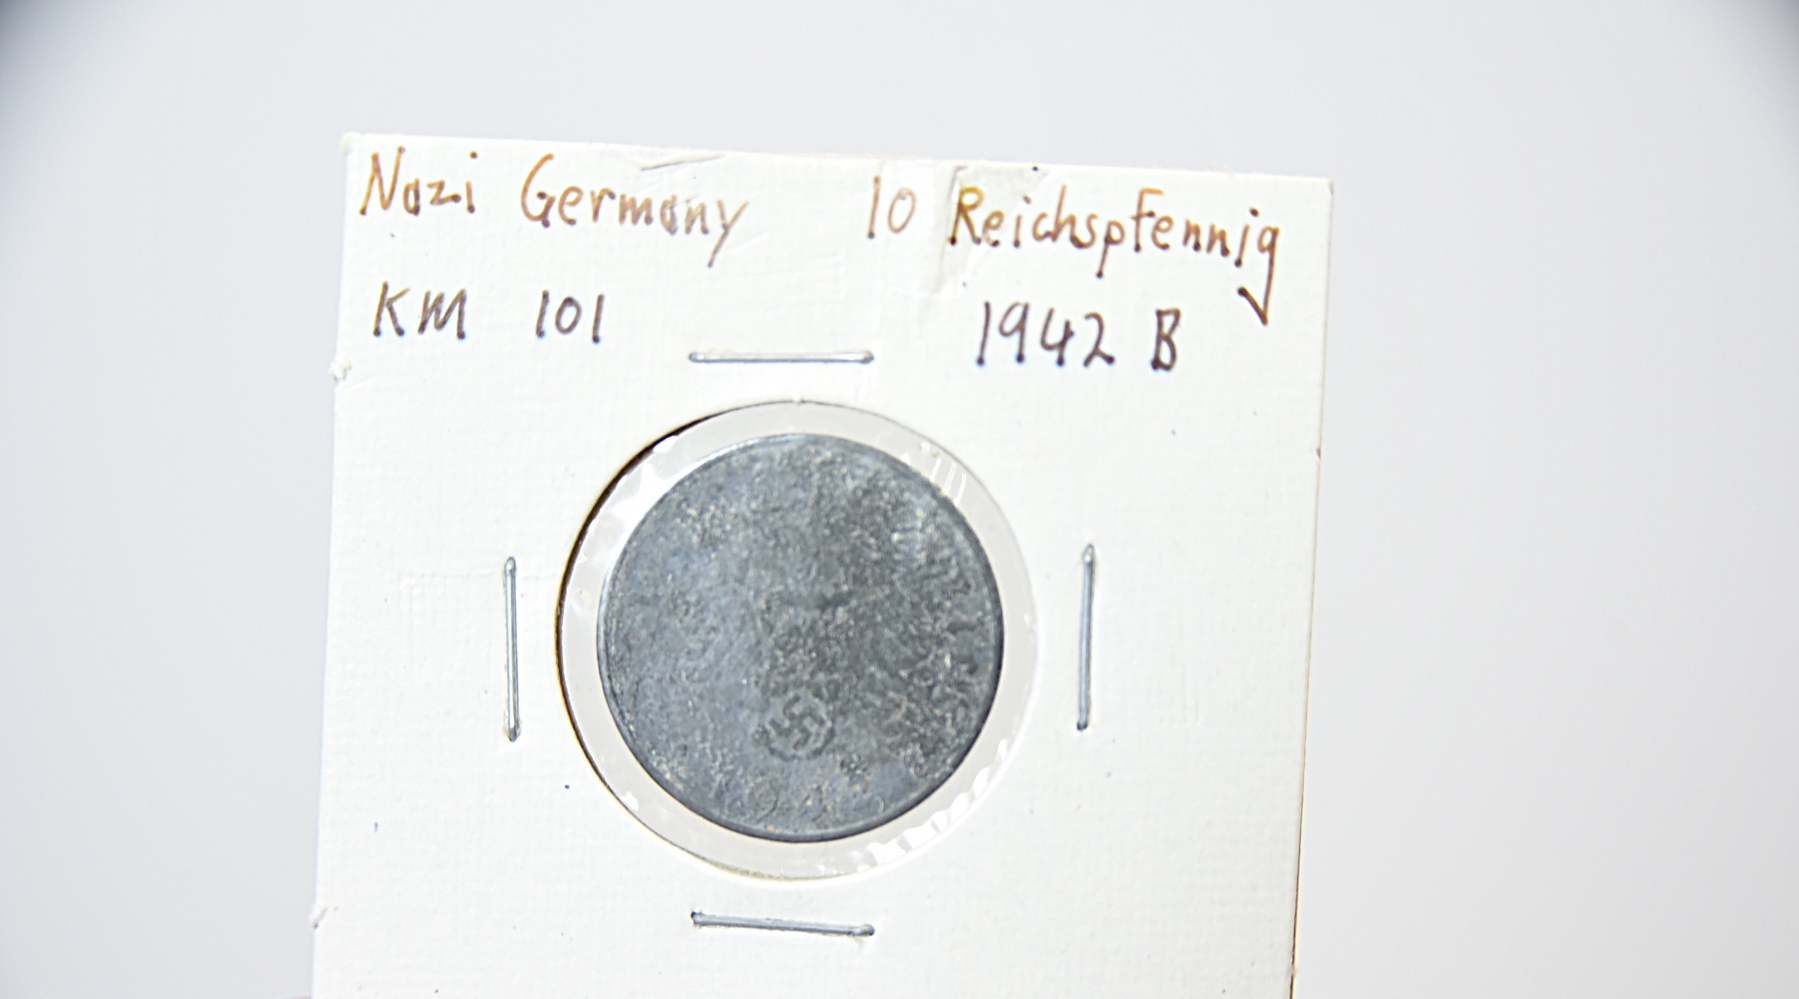 Nazi Germany 10 Reichspfennig
KM 101 1942 B